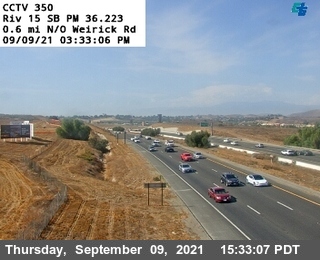 CCTV 350
Riv 15 SB PM 36.223
0.6 mi N/O Weirick Rd
09/09/21 03:33:06 PM
Thursday, September 09, 2021 15:33:07 PDT